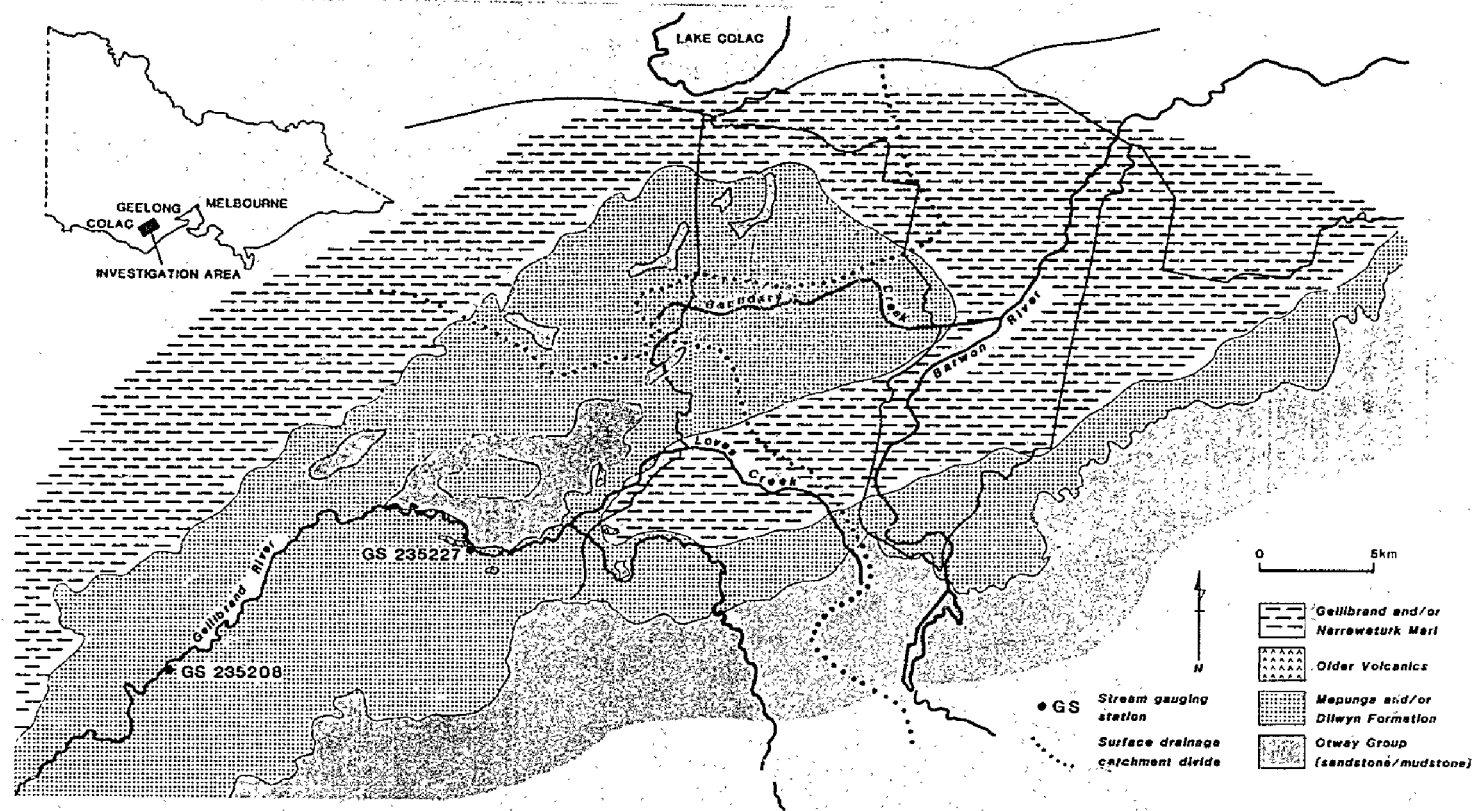 LAKE COLAC
GEELONG
MELBOURNE
COLAC
INVESTIGATION AREA
Boundary
Creek
Barwon
River
Loves
Creek
GS 235227
Gellibrand River
GS 235208
0 5km
N
GS Stream gauging
station
Surface drainage
catchment divide
Gellibrand and/or
Narrawaturk Marl
Older Volcanics
Mepunga and/or
Dilwyn Formation
Otway Group
(sandstone/mudstone)